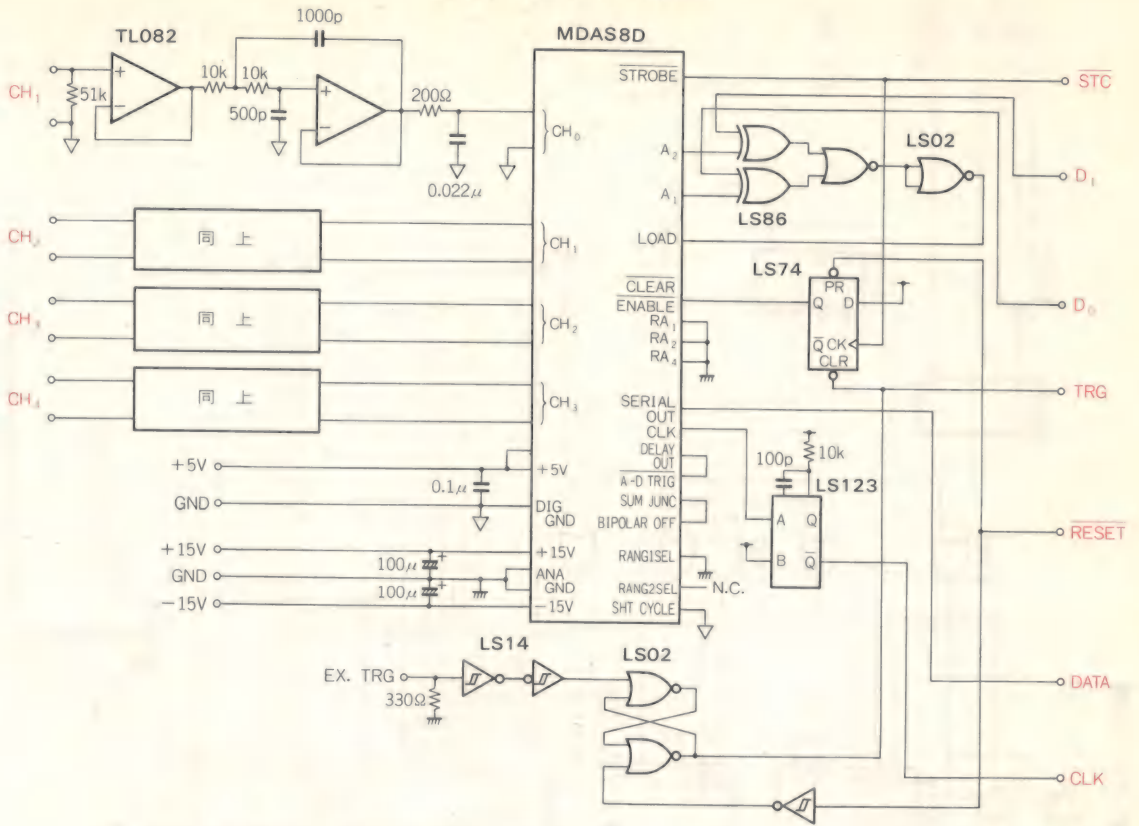 1000p
TL082
10k
10k
CH₁
51k
500p
200Ω
0.022μ
MDAS8D
STROBE
CH₀
A₂
A₁
LOAD
LS86
LS02
STC
D₁
D₀
CH₂
同上
CH₁
CH₃
同上
CH₂
CH₄
同上
CH₃
CLEAR
ENABLE
RA₁
RA₂
RA₄
LS74
PR
Q
D
Q
CK
CLR
TRG
SERIAL
OUT
CLK
DELAY
OUT
A-D TRIG
SUM JUNC
BIPOLAR OFF
RANG1SEL
RANG2SEL
N.C.
SHT CYCLE
100p
10k
LS123
A
Q
B
Q
RESET
+5V
+5V
0.1μ
GND
DIG
GND
+15V
+15V
100μ
+
GND
ANA
GND
100μ
+
−15V
−15V
LS14
LS02
EX. TRG
330Ω
DATA
CLK